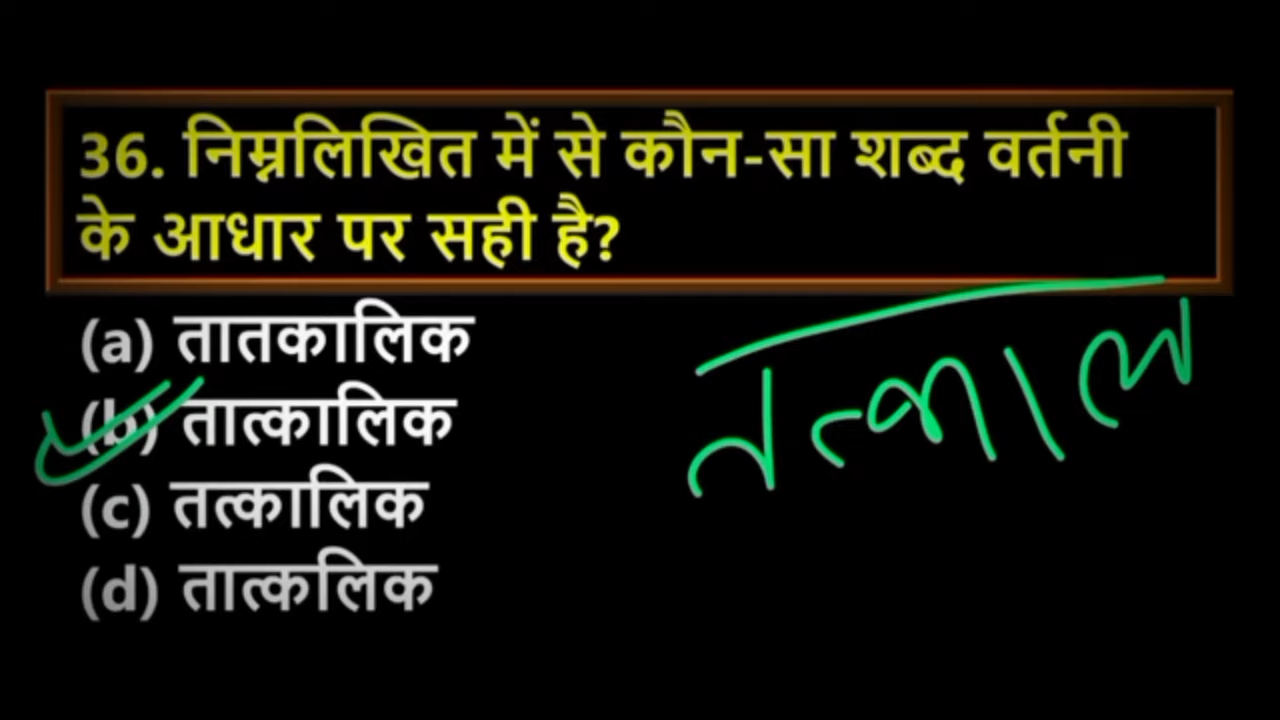 36. निम्नलिखित में से कौन-सा शब्द वर्तनी
के आधार पर सही है?
(a) तातकालिक
(b) तात्कालिक
(c) तत्कालिक
(d) तात्कलिक
तत्काल